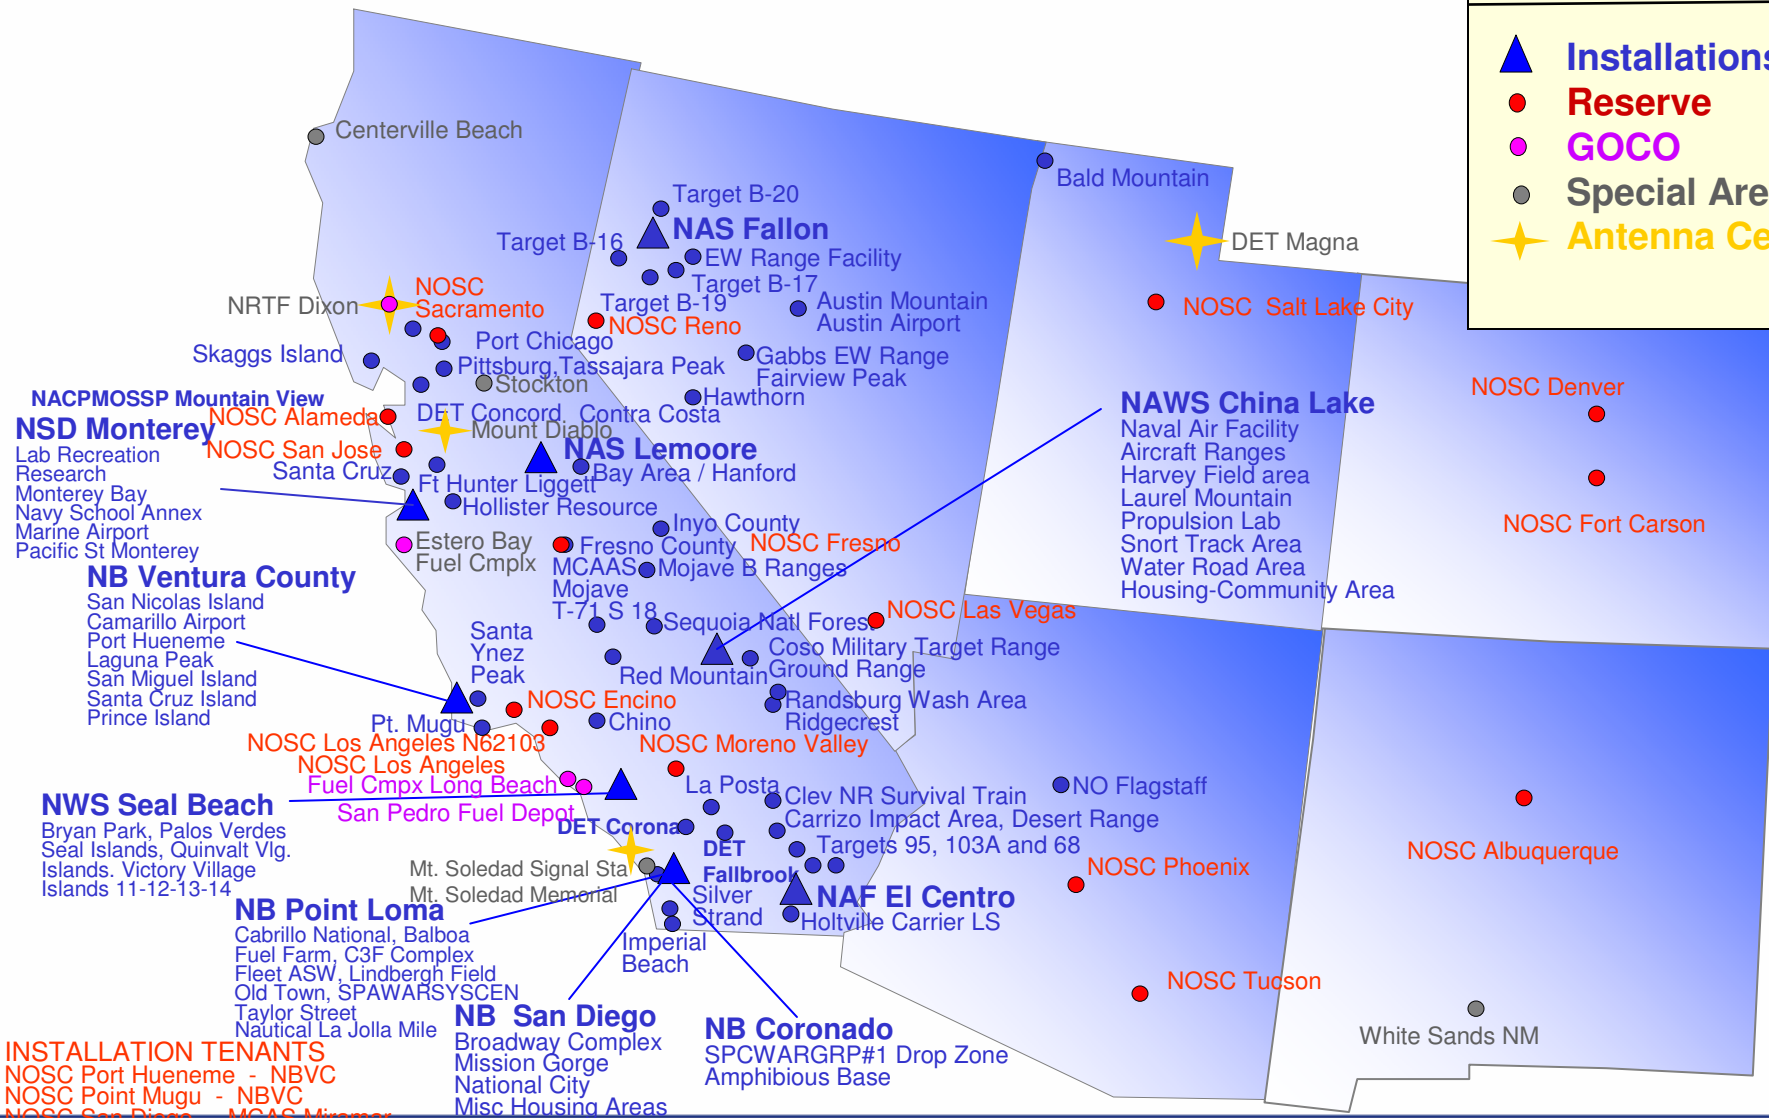 Installations
Reserve
GOCO
Special Are
Antenna Ce
Centerville Beach
Bald Mountain
Target B-20
NAS Fallon
Target B-16
EW Range Facility
Target B-17
Target B-19
DET Magna
NRTF Dixon
NOSC
Sacramento
Austin Mountain
Austin Airport
NOSC Reno
NOSC  Salt Lake City
Port Chicago
Skaggs Island
Pittsburg,Tassajara Peak
Gabbs EW Range
Fairview Peak
Stockton
Hawthorn
NOSC Denver
NACPMOSSP Mountain View
NOSC Alameda
DET Concord, Contra Costa
Mount Diablo
NSD Monterey
Lab Recreation
Research
Monterey Bay
Navy School Annex
Marine Airport
Pacific St Monterey
NOSC San Jose
Santa Cruz
NAS Lemoore
Bay Area / Hanford
Ft Hunter Liggett
Hollister Resource
NAWS China Lake
Naval Air Facility
Aircraft Ranges
Harvey Field area
Laurel Mountain
Propulsion Lab
Snort Track Area
Water Road Area
Housing-Community Area
NOSC Fort Carson
Inyo County
Estero Bay
Fuel Cmplx
Fresno County
NOSC Fresno
MCAAS
Mojave
T-71 S 18
Mojave B Ranges
NB Ventura County
San Nicolas Island
Camarillo Airport
Port Hueneme
Laguna Peak
San Miguel Island
Santa Cruz Island
Prince Island
Sequoia Natl Forest
NOSC Las Vegas
Santa
Ynez
Peak
Coso Military Target Range
Ground Range
Red Mountain
Randsburg Wash Area
Ridgecrest
NOSC Encino
Chino
Pt. Mugu
NOSC Los Angeles N62103
NOSC Los Angeles
NOSC Moreno Valley
Fuel Cmpx Long Beach
San Pedro Fuel Depot
La Posta
Clev NR Survival Train
Carrizo Impact Area, Desert Range
Targets 95, 103A and 68
NO Flagstaff
NWS Seal Beach
Bryan Park, Palos Verdes
Seal Islands, Quinvalt Vlg.
Islands. Victory Village
Islands 11-12-13-14
DET Corona
DET
Fallbrook
Mt. Soledad Signal Sta
Mt. Soledad Memorial
Silver
Strand
NAF El Centro
Holtville Carrier LS
NOSC Phoenix
NOSC Albuquerque
Imperial
Beach
NB Point Loma
Cabrillo National, Balboa
Fuel Farm, C3F Complex
Fleet ASW, Lindbergh Field
Old Town, SPAWARSYSCEN
Taylor Street
Nautical La Jolla Mile
NB  San Diego
Broadway Complex
Mission Gorge
National City
Misc Housing Areas
NB Coronado
SPCWARGRP#1 Drop Zone
Amphibious Base
NOSC Tucson
White Sands NM
INSTALLATION TENANTS
NOSC Port Hueneme  -  NBVC
NOSC Point Mugu  -  NBVC
NOSC San Diego  -  MCAS Miramar